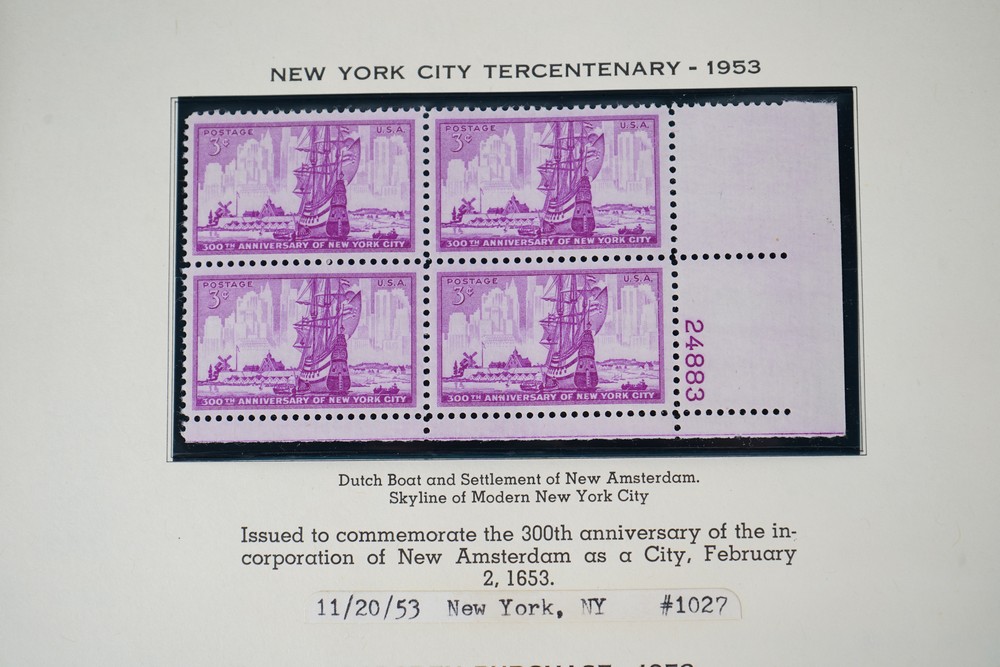 NEW YORK CITY TERCENTENARY - 1953
POSTAGE U.S.A.
3¢
300TH ANNIVERSARY OF NEW YORK CITY
POSTAGE U.S.A.
3¢
300TH ANNIVERSARY OF NEW YORK CITY
POSTAGE U.S.A.
3¢
300TH ANNIVERSARY OF NEW YORK CITY
POSTAGE U.S.A.
3¢
300TH ANNIVERSARY OF NEW YORK CITY
24883
Dutch Boat and Settlement of New Amsterdam.
Skyline of Modern New York City
Issued to commemorate the 300th anniversary of the in-
corporation of New Amsterdam as a City, February
2, 1653.
11/20/53 New York, NY #1027